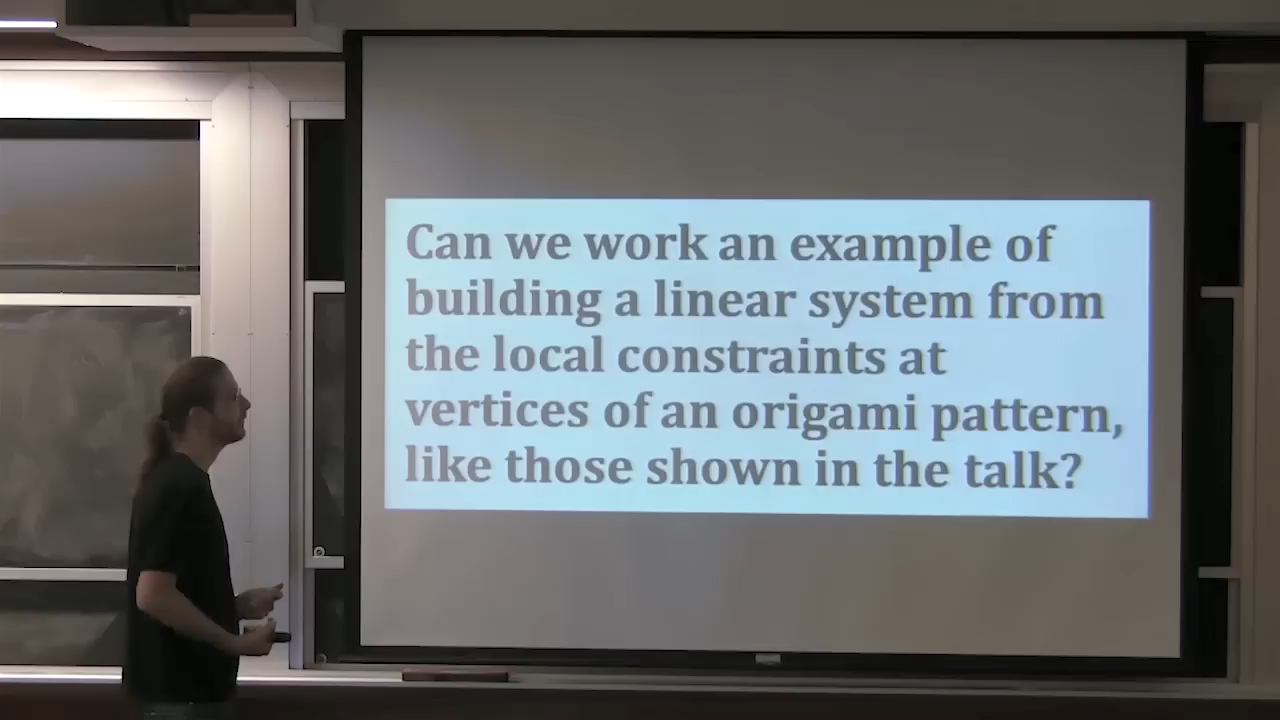 Can we work an example of
building a linear system from
the local constraints at
vertices of an origami pattern,
like those shown in the talk?